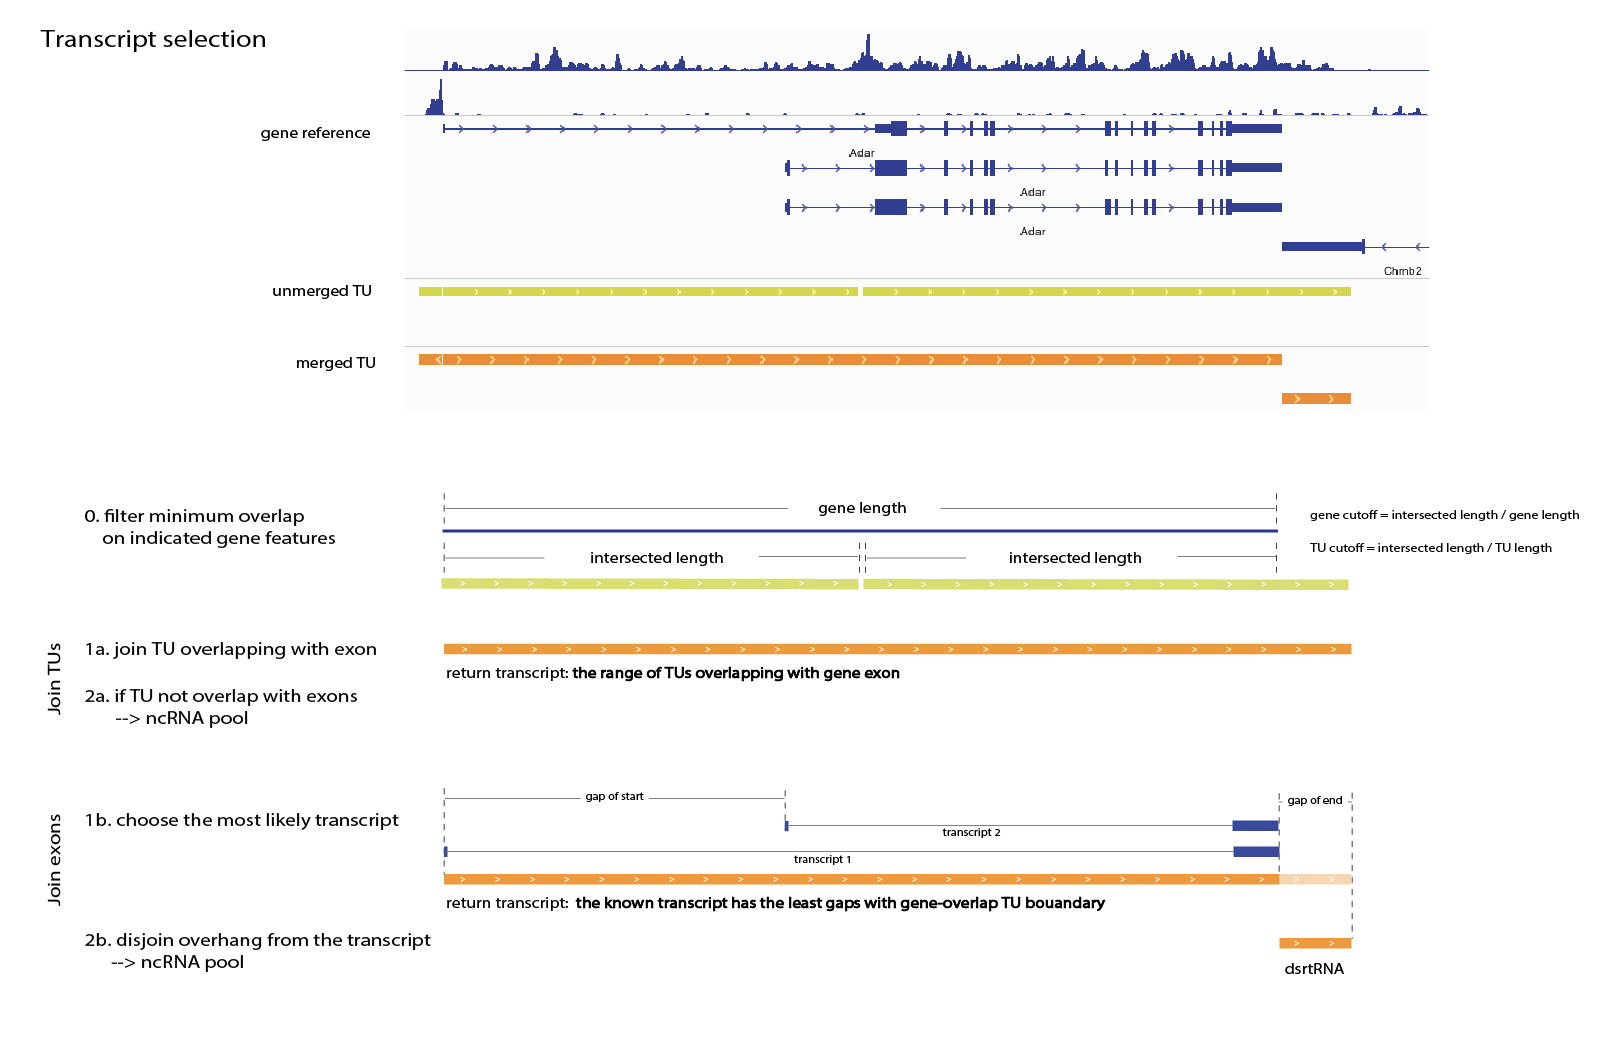 Transcript selection
gene reference
Adar
Adar
Adar
Chrnb2
unmerged TU
merged TU
0. filter minimum overlap
on indicated gene features
gene length
intersected length
intersected length
gene cutoff = intersected length / gene length
TU cutoff = intersected length / TU length
Join TUs
1a. join TU overlapping with exon
return transcript: the range of TUs overlapping with gene exon
2a. if TU not overlap with exons
--> ncRNA pool
Join exons
1b. choose the most likely transcript
gap of start
gap of end
transcript 2
transcript 1
return transcript: the known transcript has the least gaps with gene-overlap TU bouandary
2b. disjoin overhang from the transcript
--> ncRNA pool
dsrtRNA